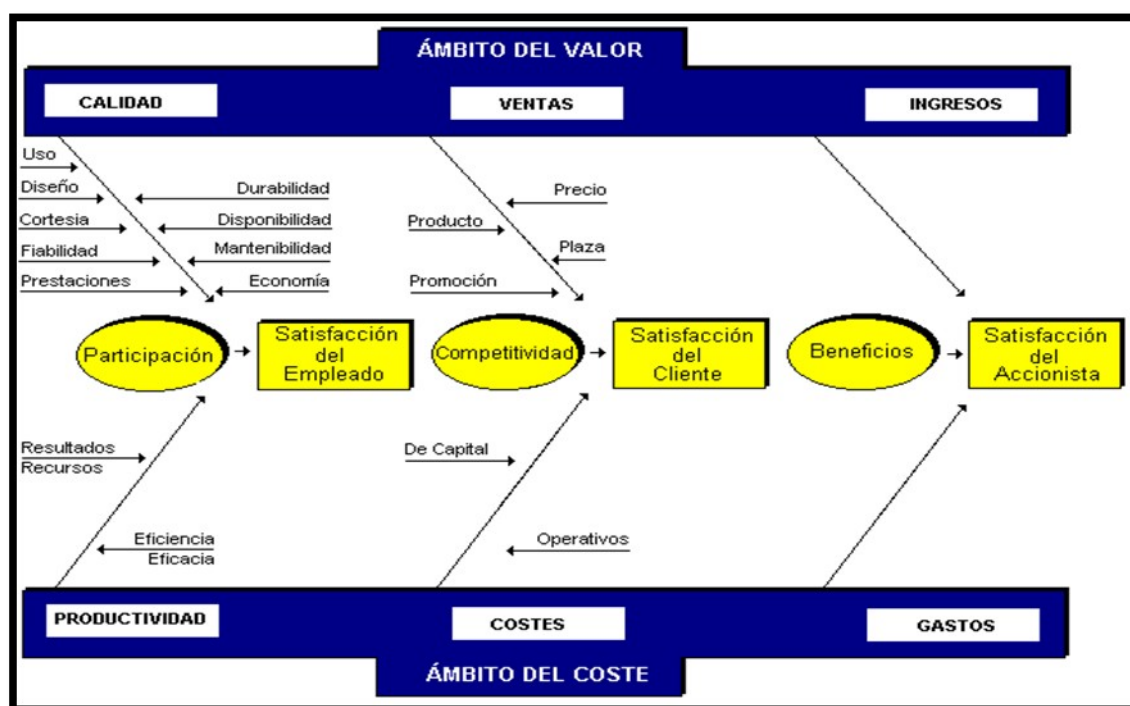 ÁMBITO DEL VALOR
CALIDAD
VENTAS
INGRESOS
Uso
Diseño
Cortesia
Fiabilidad
Prestaciones
Durabilidad
Disponibilidad
Mantenibilidad
Economía
Precio
Producto
Plaza
Promoción
Participación
Satisfacción
del
Empleado
Competitividad
Satisfacción
del
Cliente
Beneficios
Satisfacción
del
Accionista
Resultados
Recursos
Eficiencia
Eficacia
De Capital
Operativos
PRODUCTIVIDAD
COSTES
GASTOS
ÁMBITO DEL COSTE